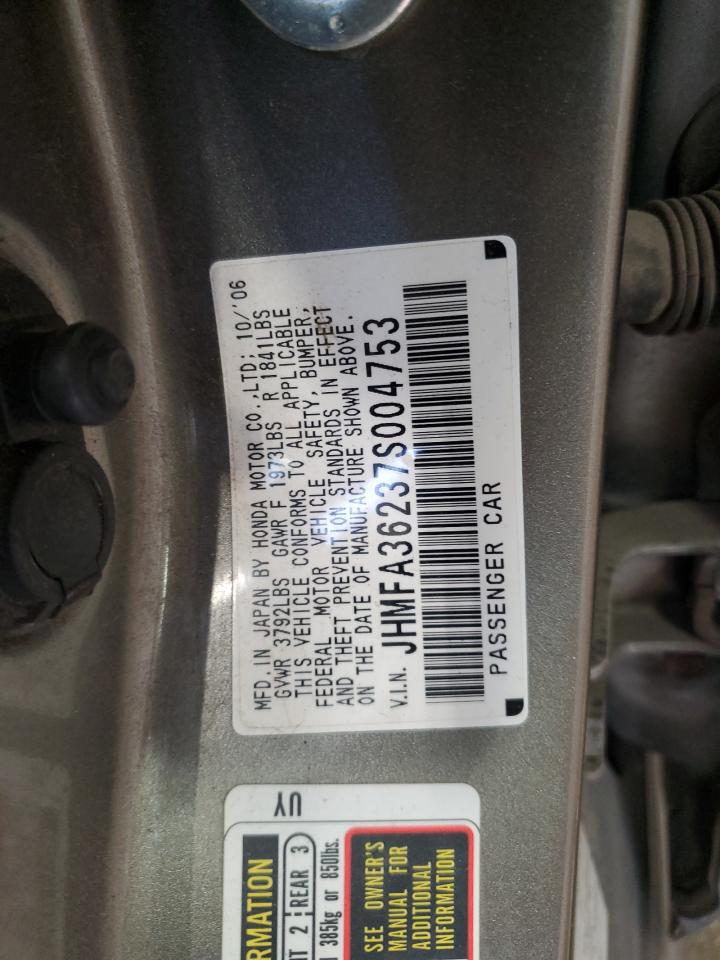 MFD. IN JAPAN BY HONDA MOTOR CO.,LTD; 10/'06
GVWR 3792LBS GAWR F 1973LBS R 1841LBS
THIS VEHICLE CONFORMS TO ALL APPLICABLE
FEDERAL MOTOR VEHICLE SAFETY, BUMPER,
AND THEFT PREVENTION STANDARDS IN EFFECT
ON THE DATE OF MANUFACTURE SHOWN ABOVE.
V.I.N. JHMFA36237S004753
PASSENGER CAR
UY
RMATION
2 REAR 3
385kg or 850lbs.
SEE OWNER'S
MANUAL FOR
ADDITIONAL
INFORMATION